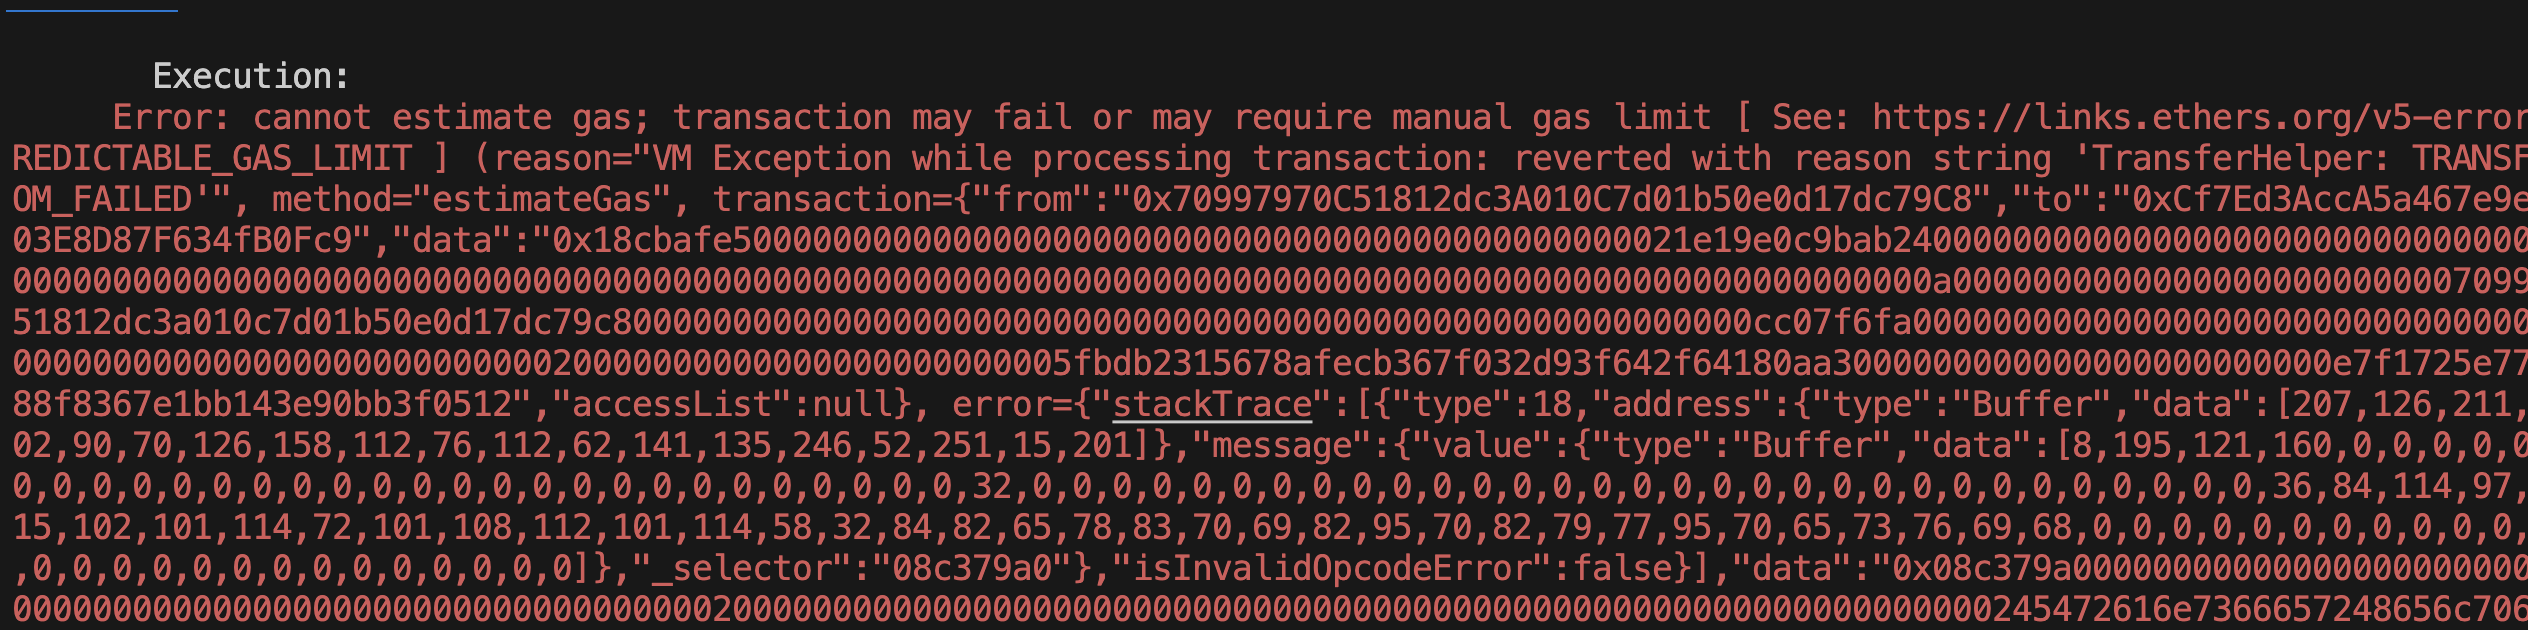 Execution:
Error: cannot estimate gas; transaction may fail or may require manual gas limit [ See: https://links.ethers.org/v5-error
REDICTABLE_GAS_LIMIT ] (reason="VM Exception while processing transaction: reverted with reason string 'TransferHelper: TRANSF
OM_FAILED'", method="estimateGas", transaction={"from":"0x70997970C51812dc3A010C7d01b50e0d17dc79C8","to":"0xCf7Ed3AccA5a467e9e
03E8D87F634fB0Fc9","data":"0x18cbafe500000000000000000000000000000000000000000000021e19e0c9bab24000000000000000000000000000000
000000000000000000000000000000000000000000000000000000000000000000000000000000000000000000000000a00000000000000000000000007099
51812dc3a010c7d01b50e0d17dc79c800000000000000000000000000000000000000000000000000000000cc07f6fa0000000000000000000000000000000
00000000000000000000000000020000000000000000000000005fbdb2315678afecb367f032d93f642f64180aa3000000000000000000000000e7f1725e77
88f8367e1bb143e90bb3f0512","accessList":null}, error={"stackTrace":[{"type":18,"address":{"type":"Buffer","data":[207,126,211,
02,90,70,126,158,112,76,112,62,141,135,246,52,251,15,201]},"message":{"value":{"type":"Buffer","data":[8,195,121,160,0,0,0,0,0
0,0,0,0,0,0,0,0,0,0,0,0,0,0,0,0,0,0,0,0,0,0,0,0,32,0,0,0,0,0,0,0,0,0,0,0,0,0,0,0,0,0,0,0,0,0,0,0,0,0,0,0,0,0,0,0,36,84,114,97,
15,102,101,114,72,101,108,112,101,114,58,32,84,82,65,78,83,70,69,82,95,70,82,79,77,95,70,65,73,76,69,68,0,0,0,0,0,0,0,0,0,0,0,
,0,0,0,0,0,0,0,0,0,0,0,0,0,0]},"_selector":"08c379a0"},"isInvalidOpcodeError":false}],"data":"0x08c379a00000000000000000000000
000000000000000000000000000000000002000000000000000000000000000000000000000000000000000000000000000245472616e7366657248656c706